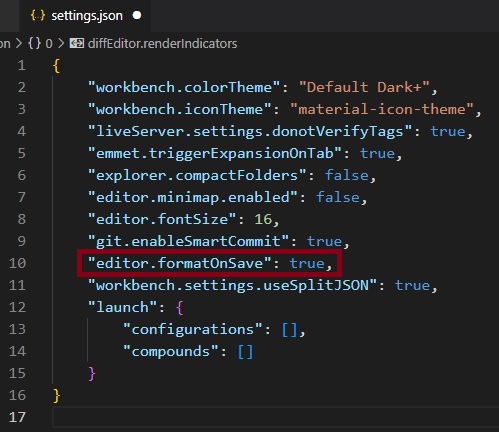 {..} settings.json ●
on > {} 0 > diffEditor.renderIndicators
1 {
2 "workbench.colorTheme": "Default Dark+",
3 "workbench.iconTheme": "material-icon-theme",
4 "liveServer.settings.donotVerifyTags": true,
5 "emmet.triggerExpansionOnTab": true,
6 "explorer.compactFolders": false,
7 "editor.minimap.enabled": false,
8 "editor.fontSize": 16,
9 "git.enableSmartCommit": true,
10 "editor.formatOnSave": true,
11 "workbench.settings.useSplitJSON": true,
12 "launch": {
13 "configurations": [],
14 "compounds": []
15 }
16 }
17